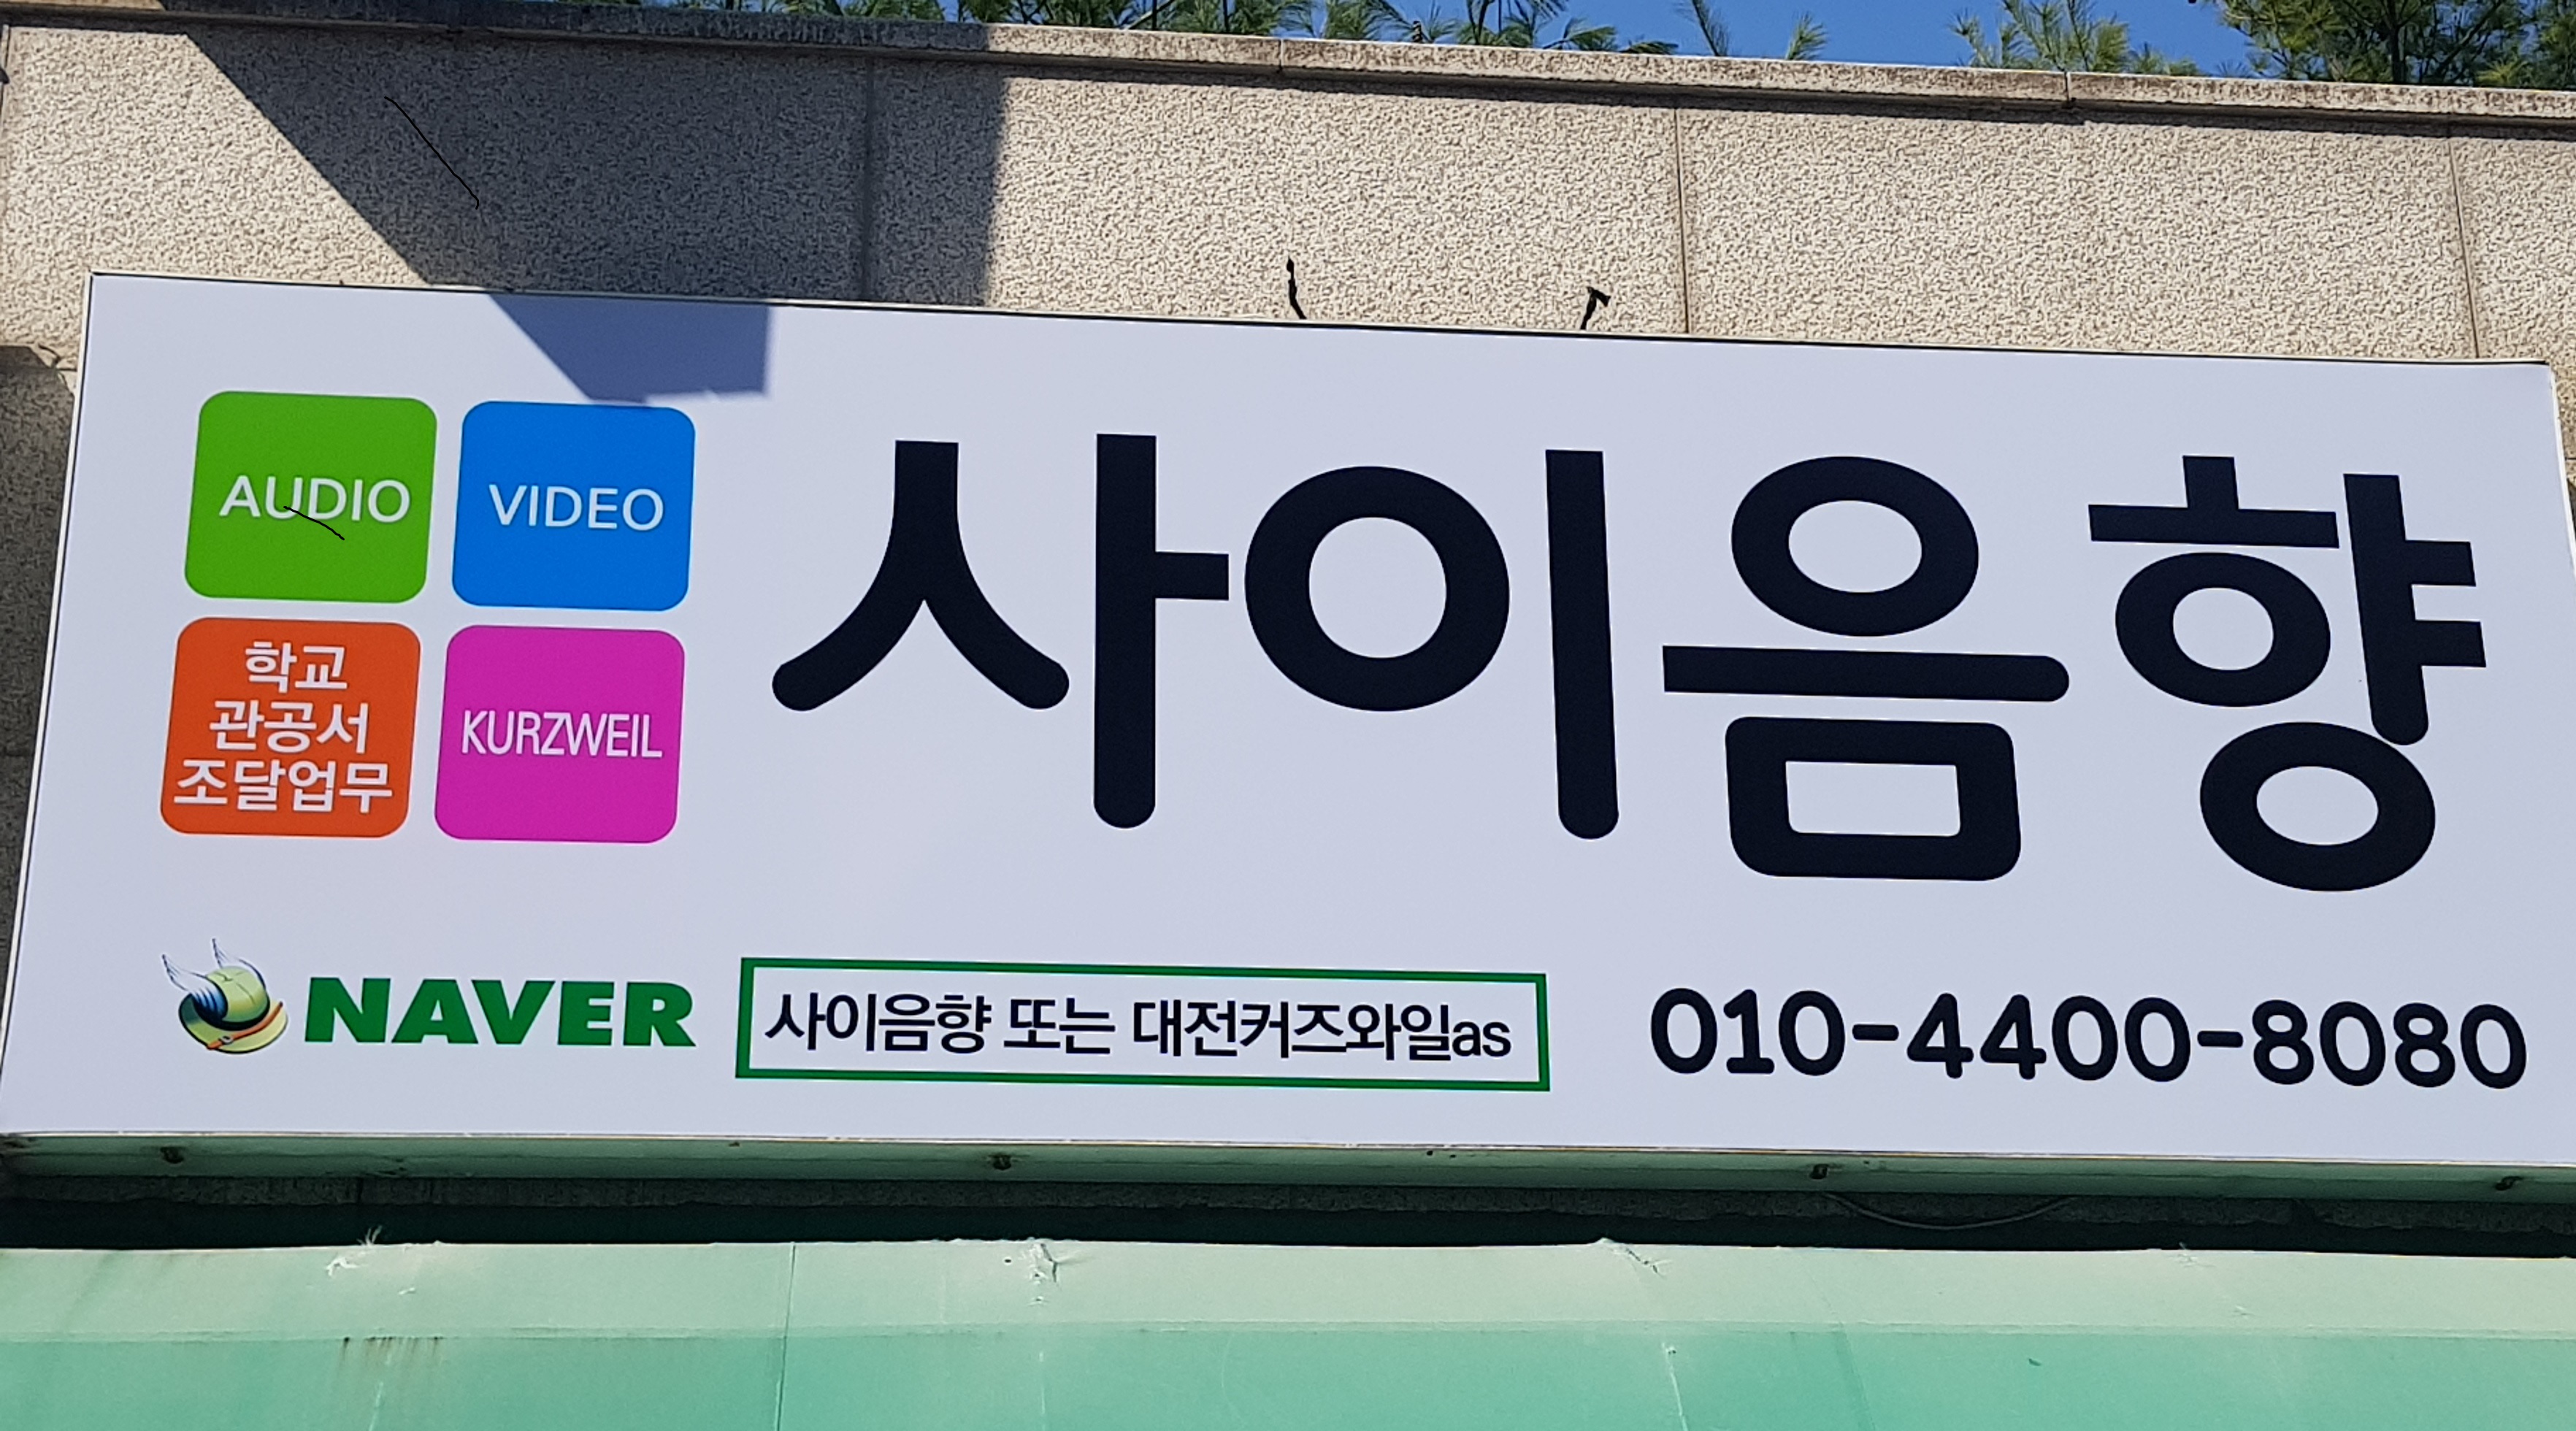 AUDIO
VIDEO
학교
관공서
조달업무
KURZWEIL
사이음향
NAVER
사이음향 또는 대전커즈와일as
010-4400-8080